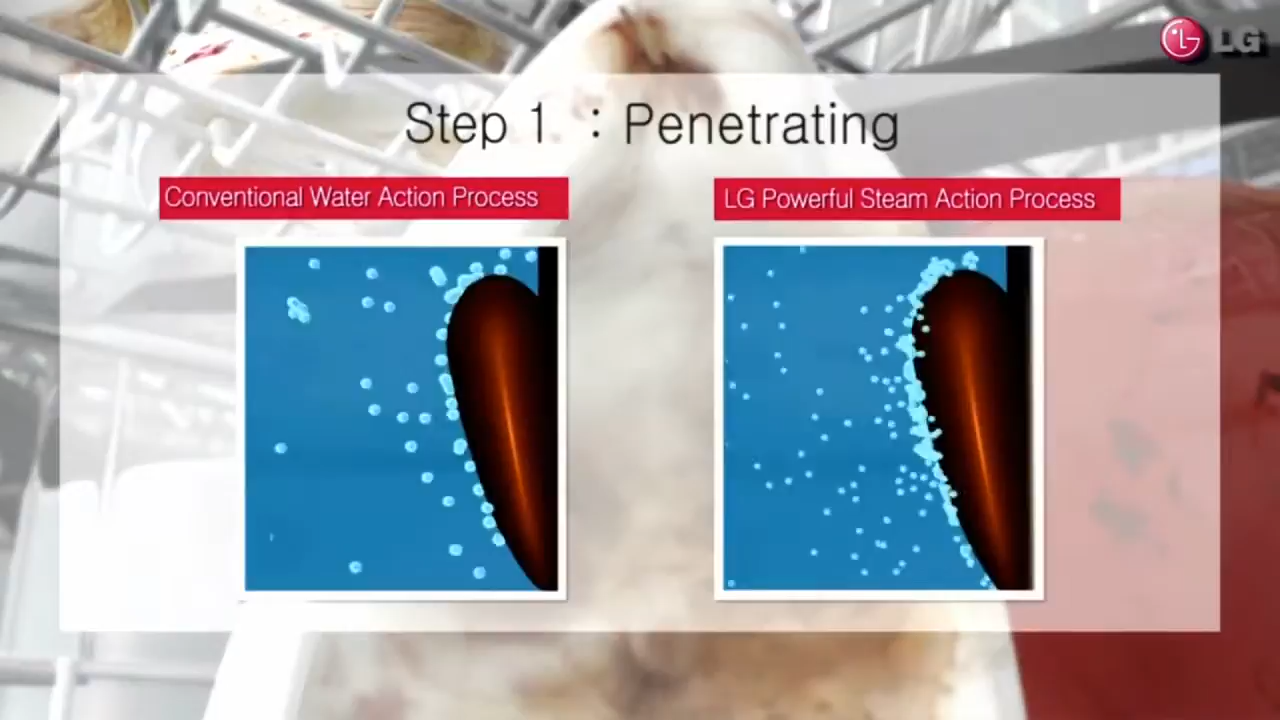 LG
Step 1 : Penetrating
Conventional Water Action Process
LG Powerful Steam Action Process